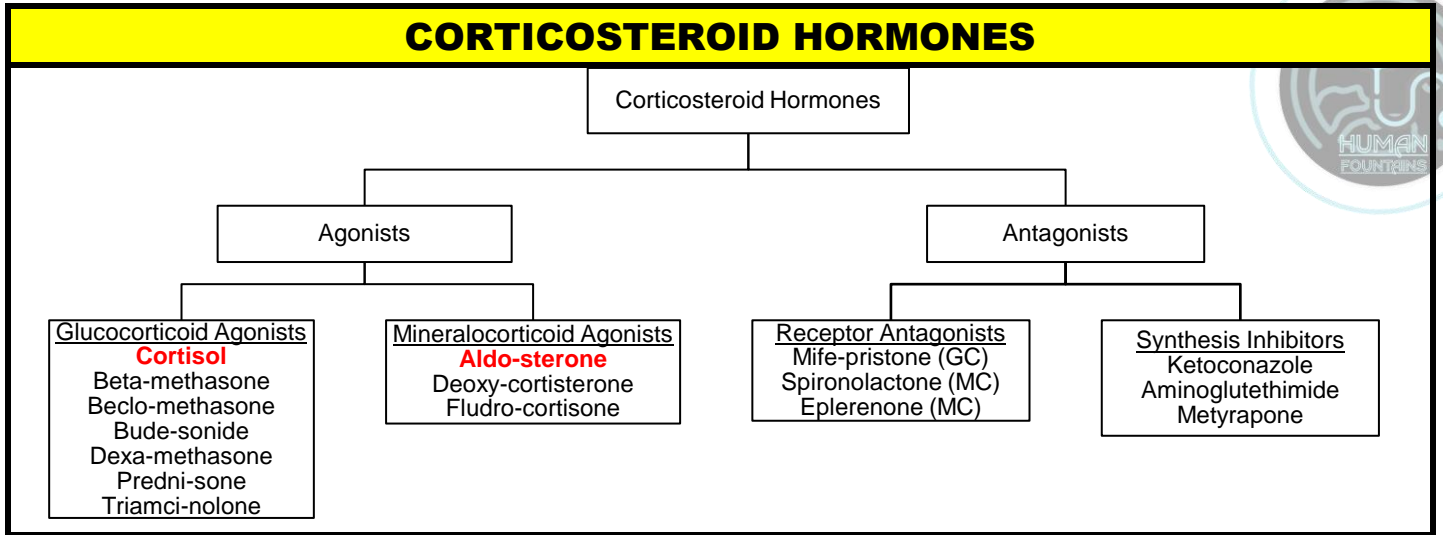 CORTICOSTEROID HORMONES
HUMAN
FOUNTAINS
Corticosteroid Hormones
Agonists
Antagonists
Glucocorticoid Agonists
Cortisol
Beta-methasone
Beclo-methasone
Bude-sonide
Dexa-methasone
Predni-sone
Triamci-nolone
Mineralocorticoid Agonists
Aldo-sterone
Deoxy-cortisterone
Fludro-cortisone
Receptor Antagonists
Mife-pristone (GC)
Spironolactone (MC)
Eplerenone (MC)
Synthesis Inhibitors
Ketoconazole
Aminoglutethimide
Metyrapone